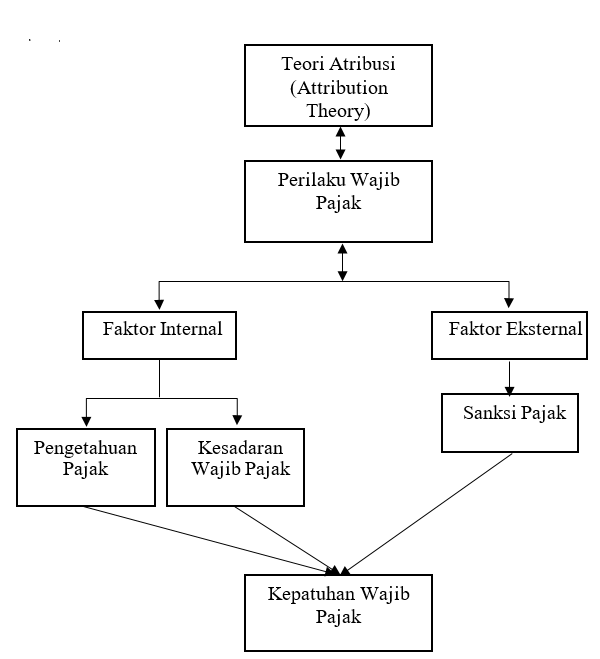 Teori Atribusi
(Attribution
Theory)
Perilaku Wajib
Pajak
Faktor Internal
Faktor Eksternal
Sanksi Pajak
Pengetahuan
Pajak
Kesadaran
Wajib Pajak
Kepatuhan Wajib
Pajak